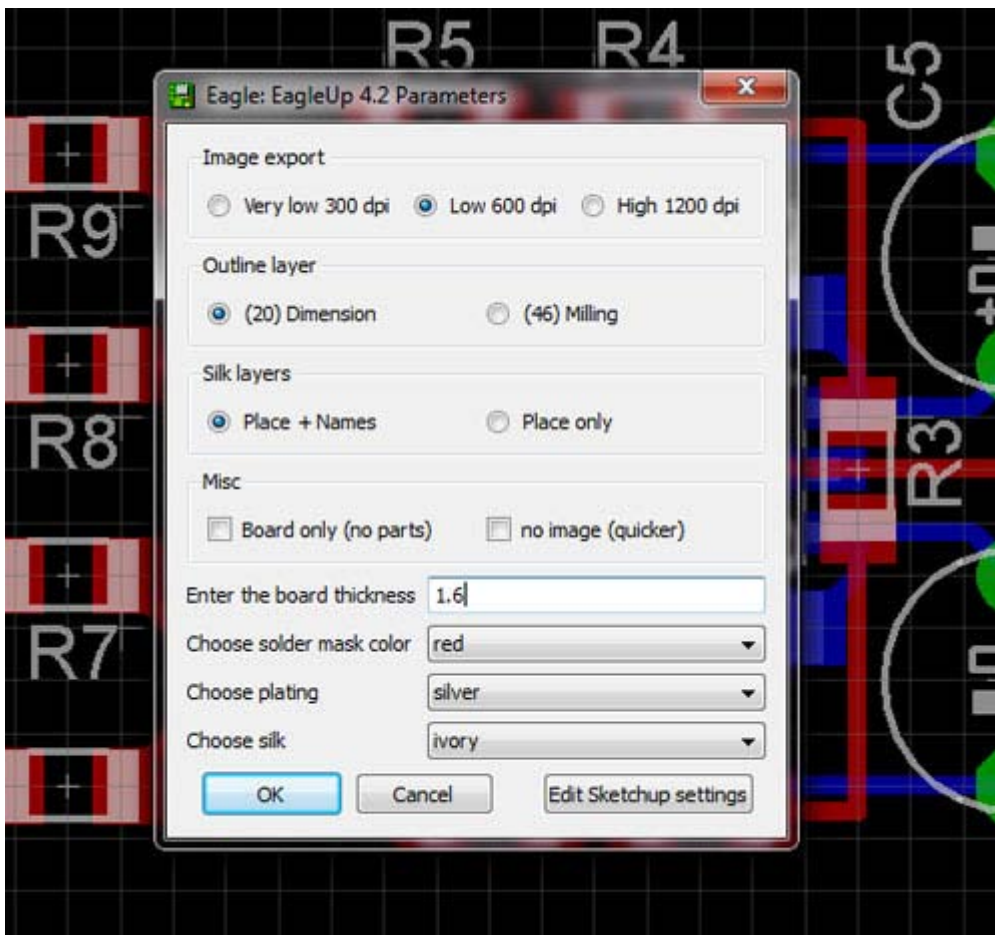 R5 R4
C5
Eagle: EagleUp 4.2 Parameters
Image export
Very low 300 dpi Low 600 dpi High 1200 dpi
R9
Outline layer
(20) Dimension (46) Milling
Silk layers
Place + Names Place only
R8
R3
Misc
Board only (no parts) no image (quicker)
Enter the board thickness 1.6
Choose solder mask color red
R7
Choose plating silver
Choose silk ivory
OK Cancel Edit Sketchup settings